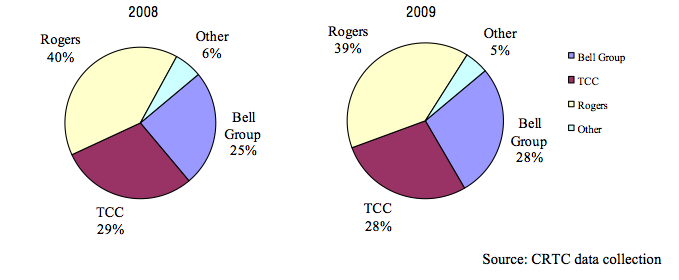 2008
Rogers
40%
Other
6%
Bell
Group
25%
TCC
29%
2009
Rogers
39%
Other
5%
Bell
Group
28%
TCC
28%
Bell Group
TCC
Rogers
Other
Source: CRTC data collection